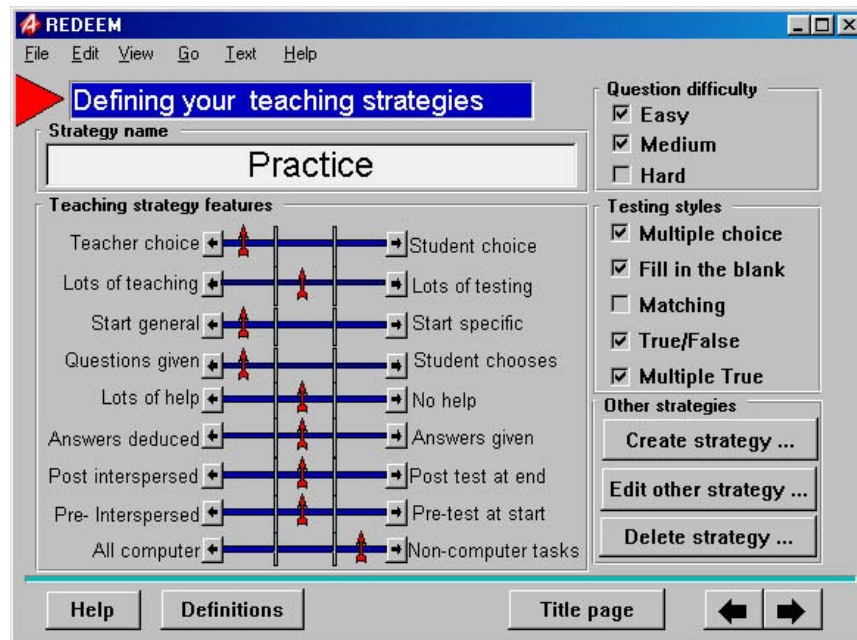 REDEEM
File Edit View Go Text Help
Defining your teaching strategies
Strategy name
Practice
Teaching strategy features
Teacher choice Student choice
Lots of teaching Lots of testing
Start general Start specific
Questions given Student chooses
Lots of help No help
Answers deduced Answers given
Post interspersed Post test at end
Pre- Interspersed Pre-test at start
All computer Non-computer tasks
Question difficulty
Easy
Medium
Hard
Testing styles
Multiple choice
Fill in the blank
Matching
True/False
Multiple True
Other strategies
Create strategy ...
Edit other strategy ...
Delete strategy ...
Help Definitions Title page